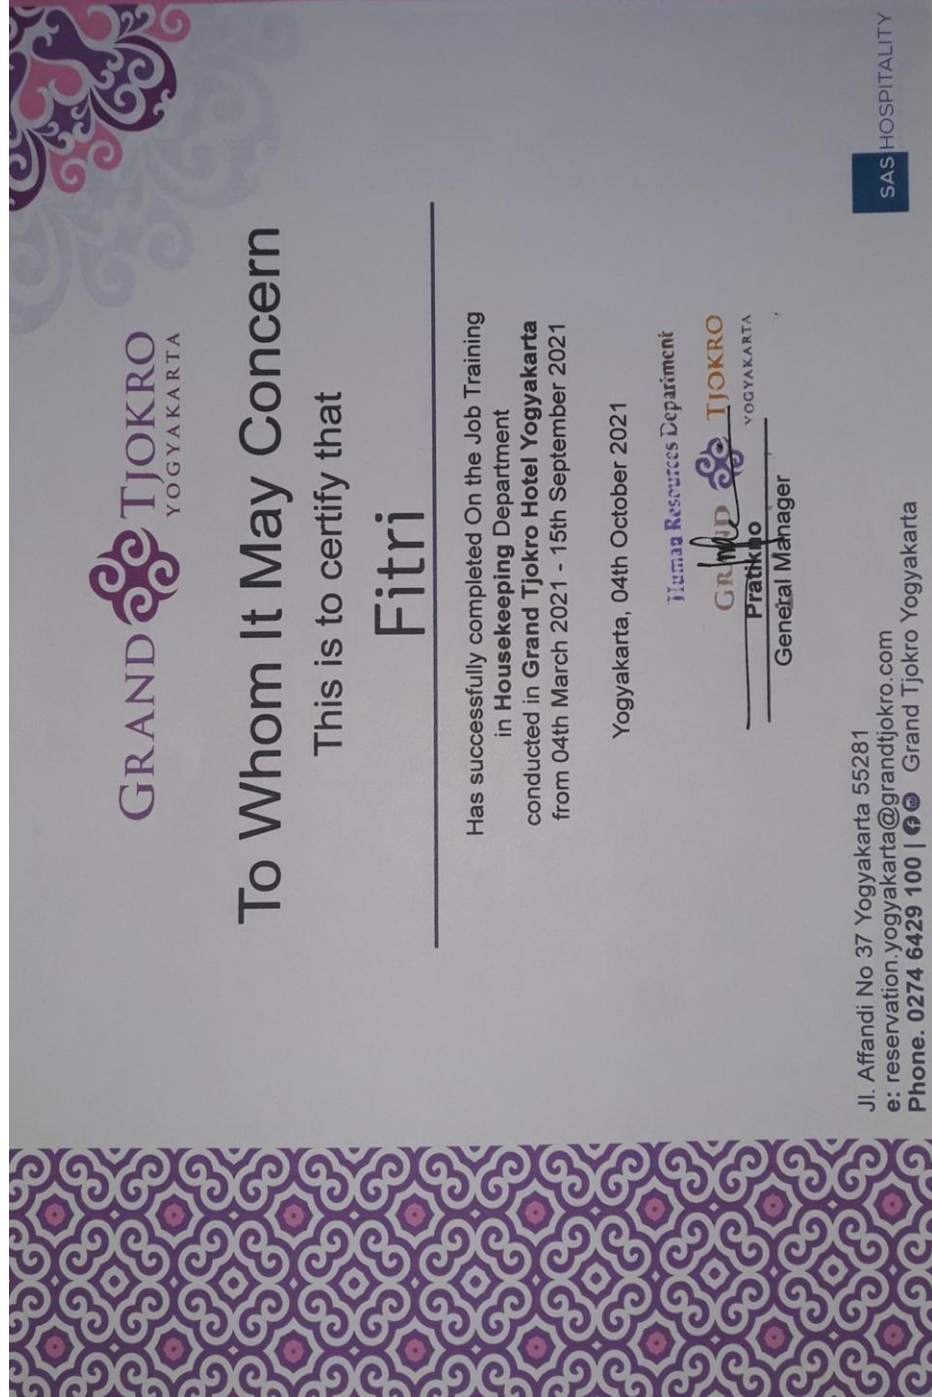 GRAND TJOKRO
YOGYAKARTA
To Whom It May Concern
This is to certify that
Fitri
Has successfully completed On the Job Training
in Housekeeping Department
conducted in Grand Tjokro Hotel Yogyakarta
from 04th March 2021 - 15th September 2021
Yogyakarta, 04th October 2021
Human Resources Department
GRAND TJOKRO
YOGYAKARTA
Pratikno
General Manager
Jl. Affandi No 37 Yogyakarta 55281
e: reservation.yogyakarta@grandtjokro.com
Phone. 0274 6429 100 | Grand Tjokro Yogyakarta
SAS HOSPITALITY